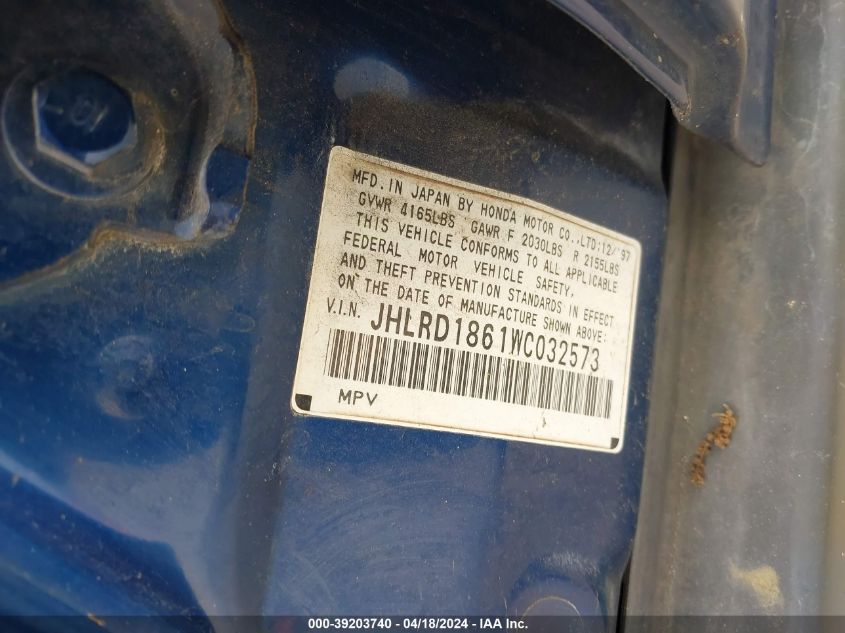 MFD. IN JAPAN BY HONDA MOTOR CO.,LTD:12/'97
GVWR 4165LBS GAWR F 2030LBS R 2155LBS
THIS VEHICLE CONFORMS TO ALL APPLICABLE
FEDERAL MOTOR VEHICLE SAFETY,
AND THEFT PREVENTION STANDARDS IN EFFECT
ON THE DATE OF MANUFACTURE SHOWN ABOVE:
V.I.N. JHLRD1861WC032573
MPV
000-39203740 - 04/18/2024 - IAA Inc.